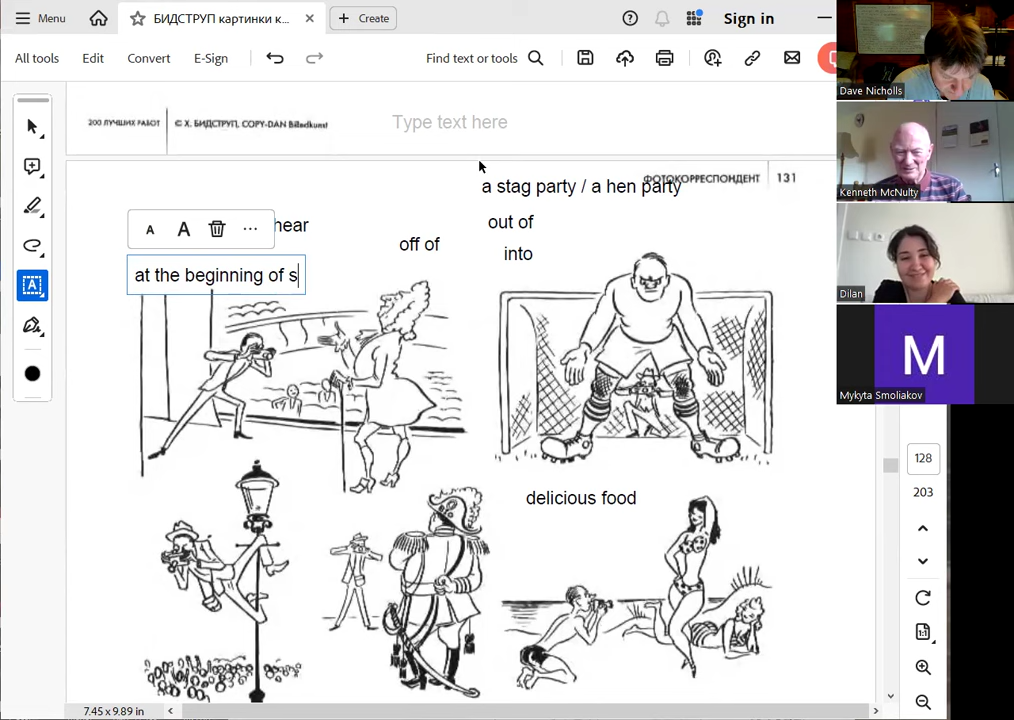 Menu
БИДСТРУП картинки к...
Create
Sign in
All tools
Edit
Convert
E-Sign
Find text or tools
200 ЛУЧШИХ РАБОТ
© Х. БИДСТРУП, COPY-DAN Billedkunst
Type text here
ФОТОКОРРЕСПОНДЕНТ 131
a stag party / a hen party
hear
out of
off of
into
A A ...
at the beginning of s
delicious food
128
203
1:1
7.45 x 9.89 in
Dave Nicholls
Kenneth McNulty
Dilan
M
Mykyta Smoliakov